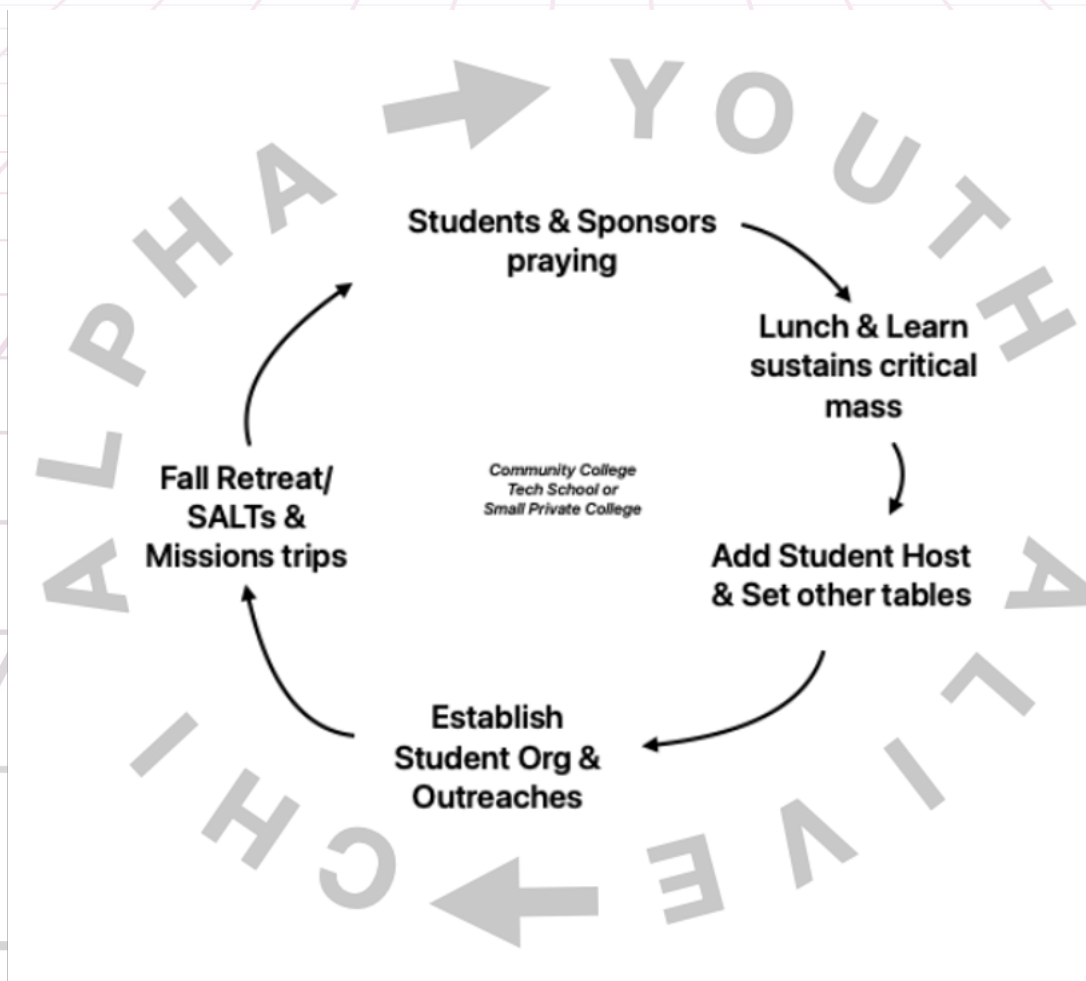 YOUTH ALIVE
CHI ALPHA
Students & Sponsors
praying
Lunch & Learn
sustains critical
mass
Add Student Host
& Set other tables
Establish
Student Org &
Outreaches
Fall Retreat/
SALTs &
Missions trips
Community College
Tech School or
Small Private College